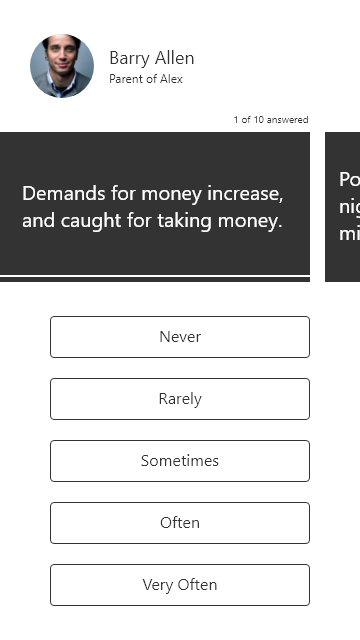 Barry Allen
Parent of Alex
1 of 10 answered
Demands for money increase,
and caught for taking money.
Po
nig
mi
Never
Rarely
Sometimes
Often
Very Often